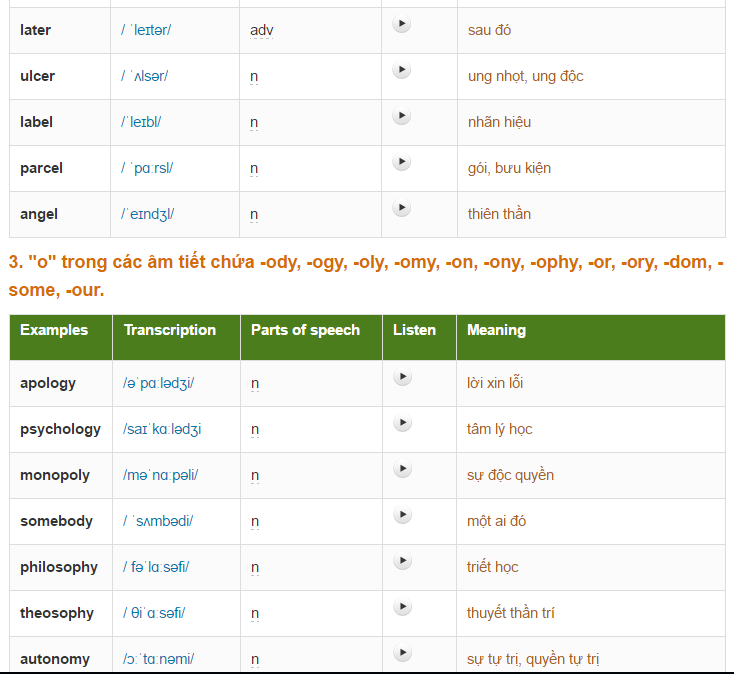 later / ˈleɪtər/ adv sau đó
ulcer / ˈʌlsər/ n ung nhọt, ung độc
label /ˈleɪbl/ n nhãn hiệu
parcel / ˈpɑːrsl/ n gói, bưu kiện
angel /ˈeɪndʒl/ n thiên thần
3. "o" trong các âm tiết chứa -ody, -ogy, -oly, -omy, -on, -ony, -ophy, -or, -ory, -dom, -
some, -our.
Examples Transcription Parts of speech Listen Meaning
apology /əˈpɑːlədʒi/ n lời xin lỗi
psychology /saɪˈkɑːlədʒi n tâm lý học
monopoly /məˈnɑːpəli/ n sự độc quyền
somebody / ˈsʌmbədi/ n một ai đó
philosophy / fəˈlɑːsəfi/ n triết học
theosophy / θiˈɑːsəfi/ n thuyết thần trí
autonomy /ɔːˈtɑːnəmi/ n sự tự trị, quyền tự trị